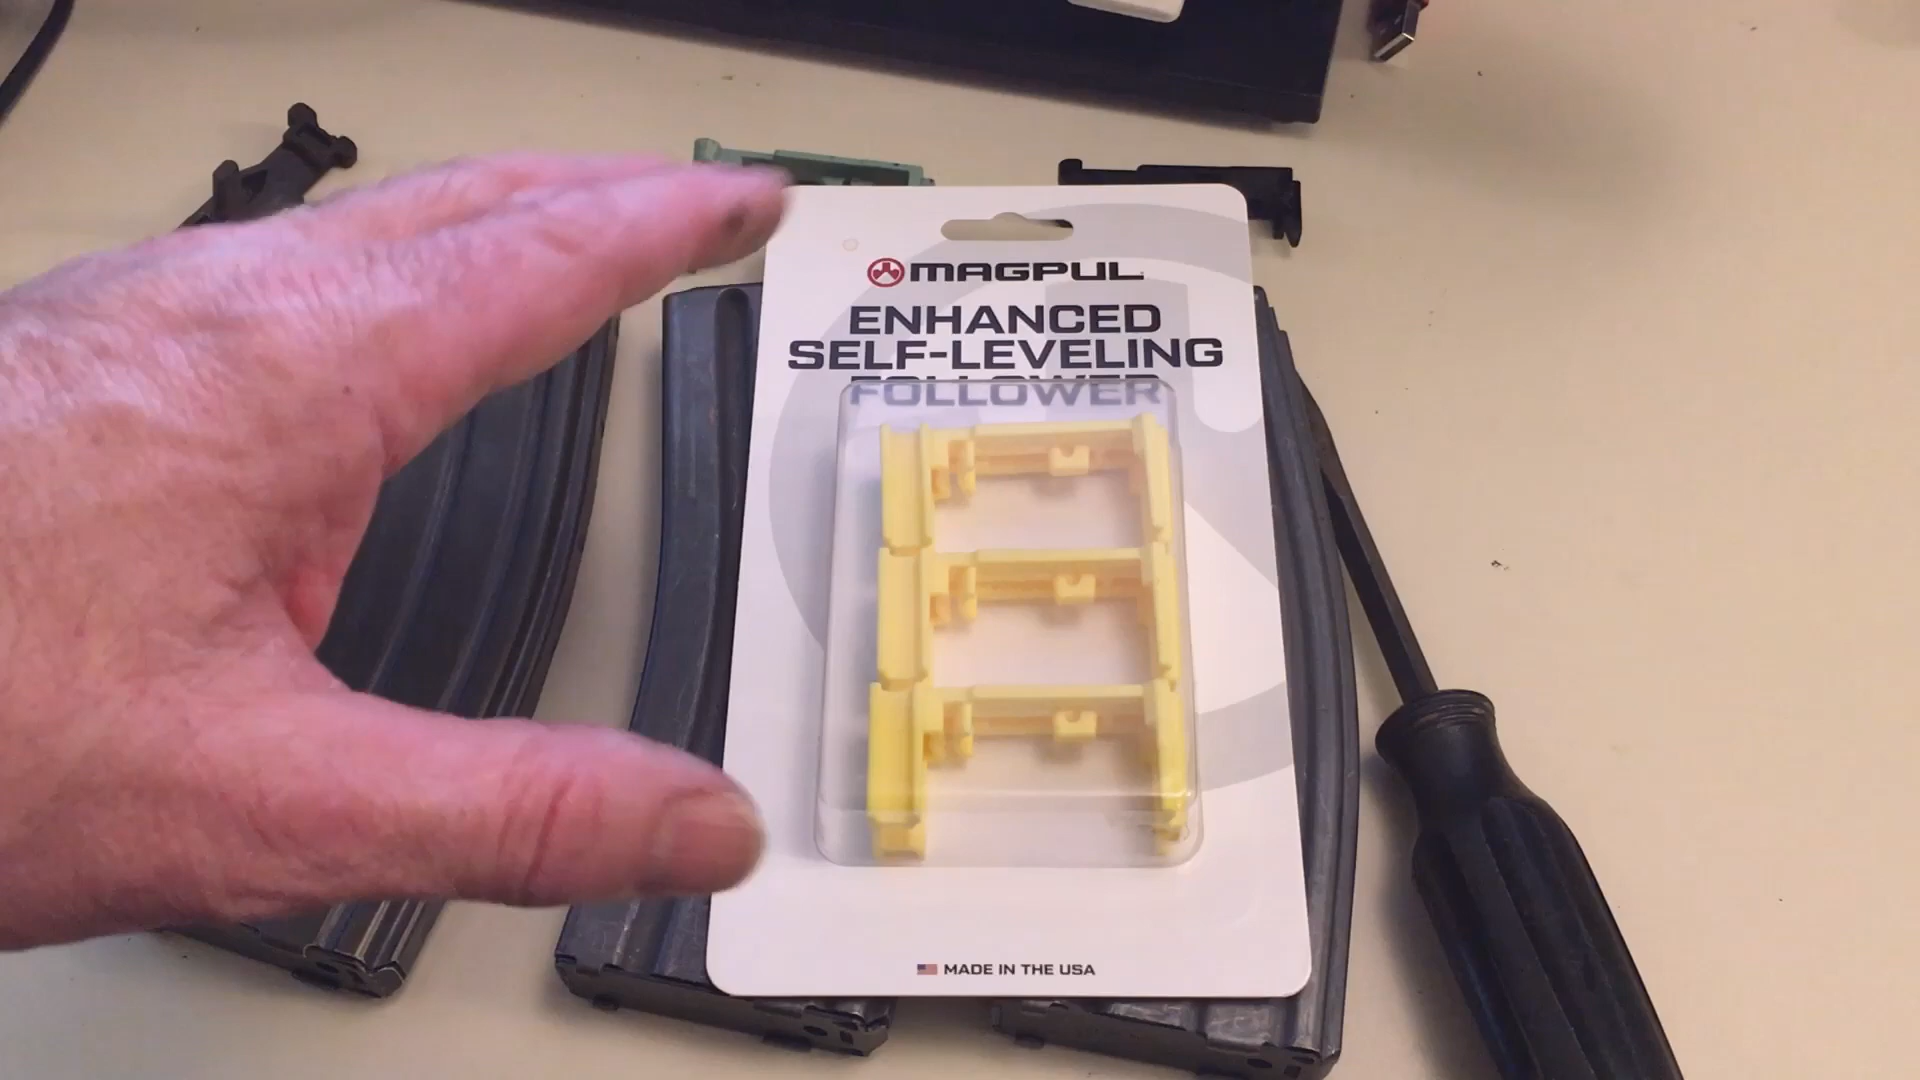 MAGPUL
ENHANCED
SELF-LEVELING
FOLLOWER
MADE IN THE USA